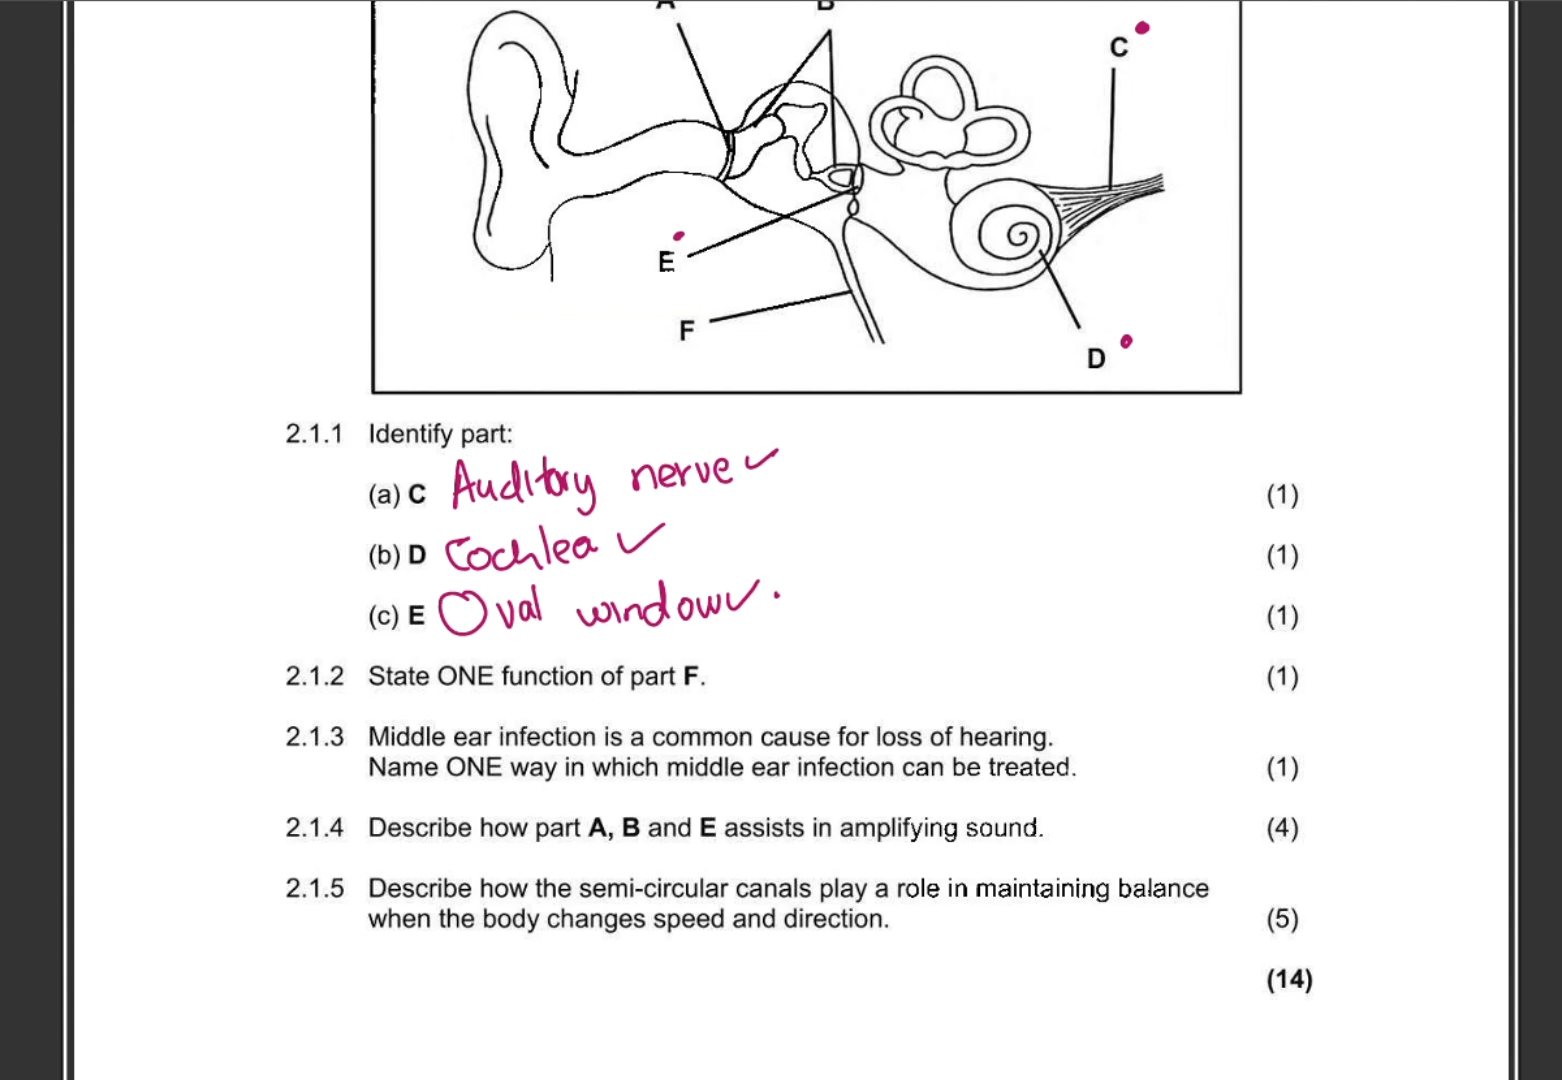 A B
C
E
F
D
2.1.1 Identify part:
(a) C Auditory nerve (1)
(b) D Cochlea (1)
(c) E Oval window. (1)
2.1.2 State ONE function of part F. (1)
2.1.3 Middle ear infection is a common cause for loss of hearing.
Name ONE way in which middle ear infection can be treated. (1)
2.1.4 Describe how part A, B and E assists in amplifying sound. (4)
2.1.5 Describe how the semi-circular canals play a role in maintaining balance
when the body changes speed and direction. (5)
(14)